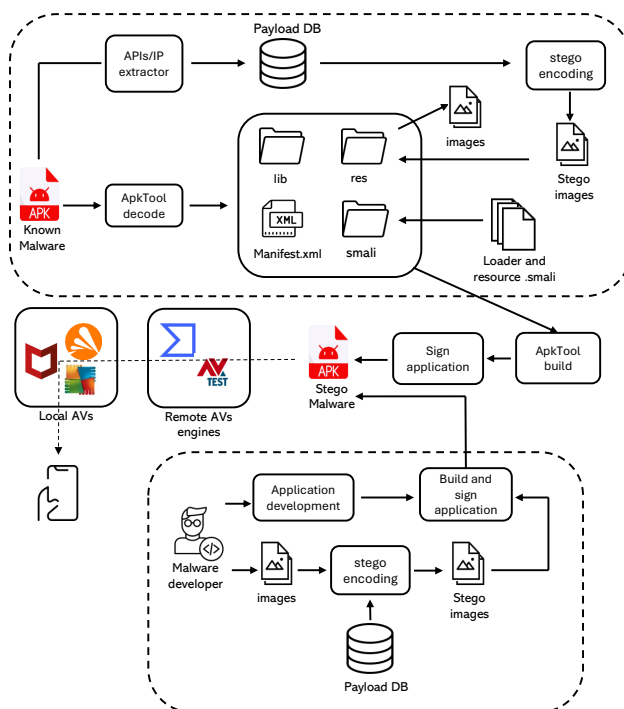 Payload DB
APIs/IP
extractor
stego
encoding
images
lib
res
Stego
images
APK
Known
Malware
ApkTool
decode
XML
Manifest.xml
smali
Loader and
resource .smali
Local AVs
AV
TEST
Remote AVs
engines
APK
Stego
Malware
Sign
application
ApkTool
build
Application
development
Build and
sign
application
Malware
developer
images
stego
encoding
Stego
images
Payload DB